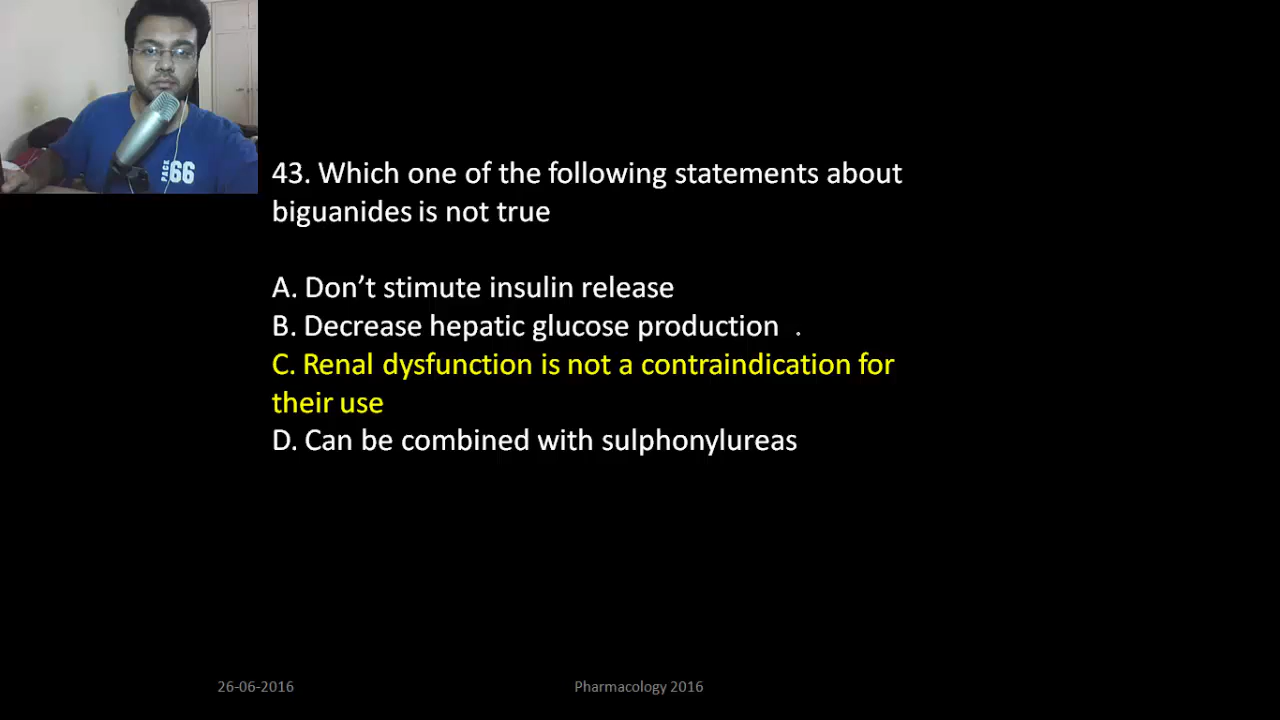 PACK
66
43. Which one of the following statements about
biguanides is not true
A. Don’t stimute insulin release
B. Decrease hepatic glucose production .
C. Renal dysfunction is not a contraindication for
their use
D. Can be combined with sulphonylureas
26-06-2016
Pharmacology 2016